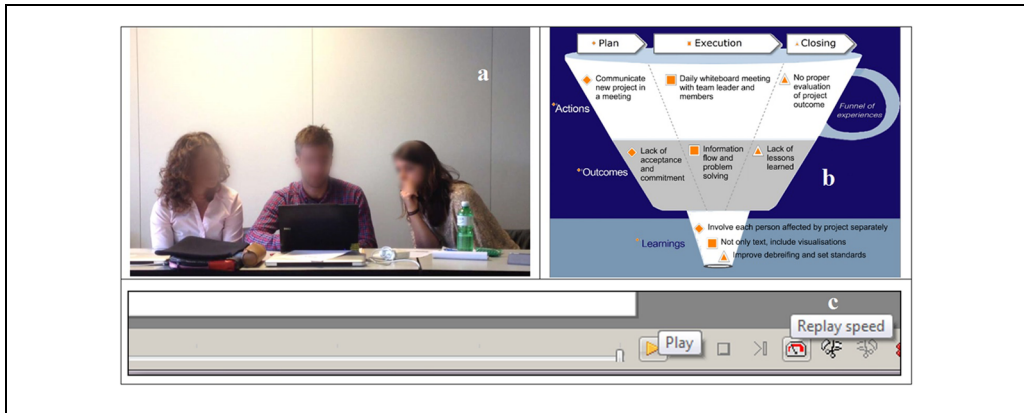 a
Plan
Execution
Closing
Communicate
new project in
a meeting
Daily whiteboard meeting
with team leader and
members
No proper
evaluation
of project
outcome
Actions
Funnel of
experiences
Lack of
acceptance
and
commitment
Information
flow and
problem
solving
Lack of
lessons
learned
Outcomes
b
Involve each person affected by project separately
Learnings
Not only text, include visualisations
Improve debreifing and set standards
c
Replay speed
Play